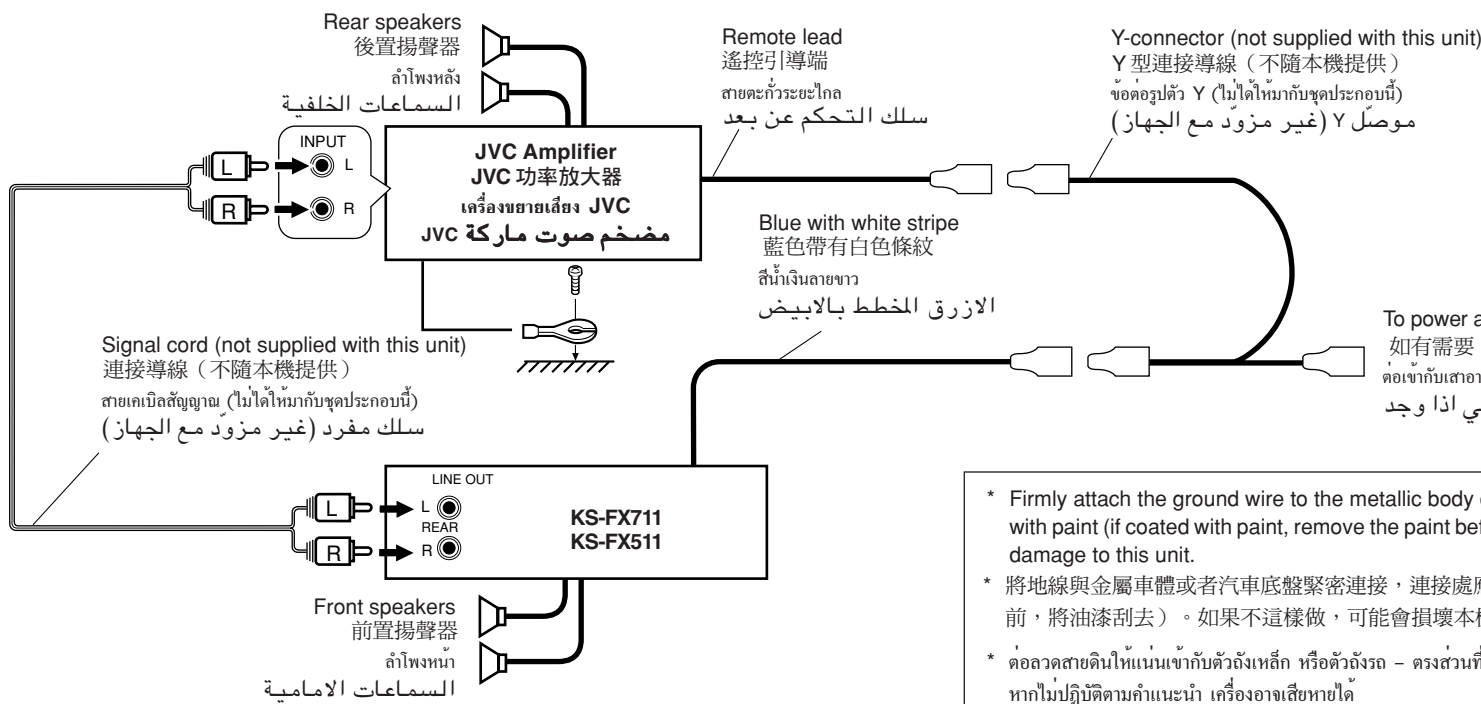 Rear speakers
後置揚聲器
ลำโพงหลัง
السماعات الخلفية
INPUT
L
R
L
R
JVC Amplifier
JVC 功率放大器
เครื่องขยายเสียง JVC
مضخم صوت ماركة JVC
Remote lead
遙控引導端
สายตะกั่วระยะไกล
سلك التحكم عن بعد
Y-connector (not supplied with this unit)
Y 型連接導線（不隨本機提供）
ข้อต่อรูปตัว Y (ไม่ได้ให้มากับชุดประกอบนี้)
موصّل Y (غير مزودّ مع الجهاز)
Blue with white stripe
藍色帶有白色條紋
สีน้ำเงินลายขาว
الازرق المخطط بالابيض
To power
如有需要
ต่อเข้ากับเสาอา
ي اذا وجد
Signal cord (not supplied with this unit)
連接導線（不隨本機提供）
สายเคเบิลสัญญาณ (ไม่ได้ให้มากับชุดประกอบนี้)
سلك مفرد (غير مزودّ مع الجهاز)
LINE OUT
L
REAR
R
L
R
KS-FX711
KS-FX511
Front speakers
前置揚聲器
ลำโพงหน้า
السماعات الامامية
* Firmly attach the ground wire to the metallic body
with paint (if coated with paint, remove the paint bef
damage to this unit.
* 將地線與金屬車體或者汽車底盤緊密連接，連接處
前，將油漆刮去）。如果不這樣做，可能會損壞本
* ต่อลวดสายดินให้แน่นเข้ากับตัวถังเหล็ก หรือตัวถังรถ – ตรงส่วนที่
หากไม่ปฏิบัติตามคำแนะนำ เครื่องอาจเสียหายได้